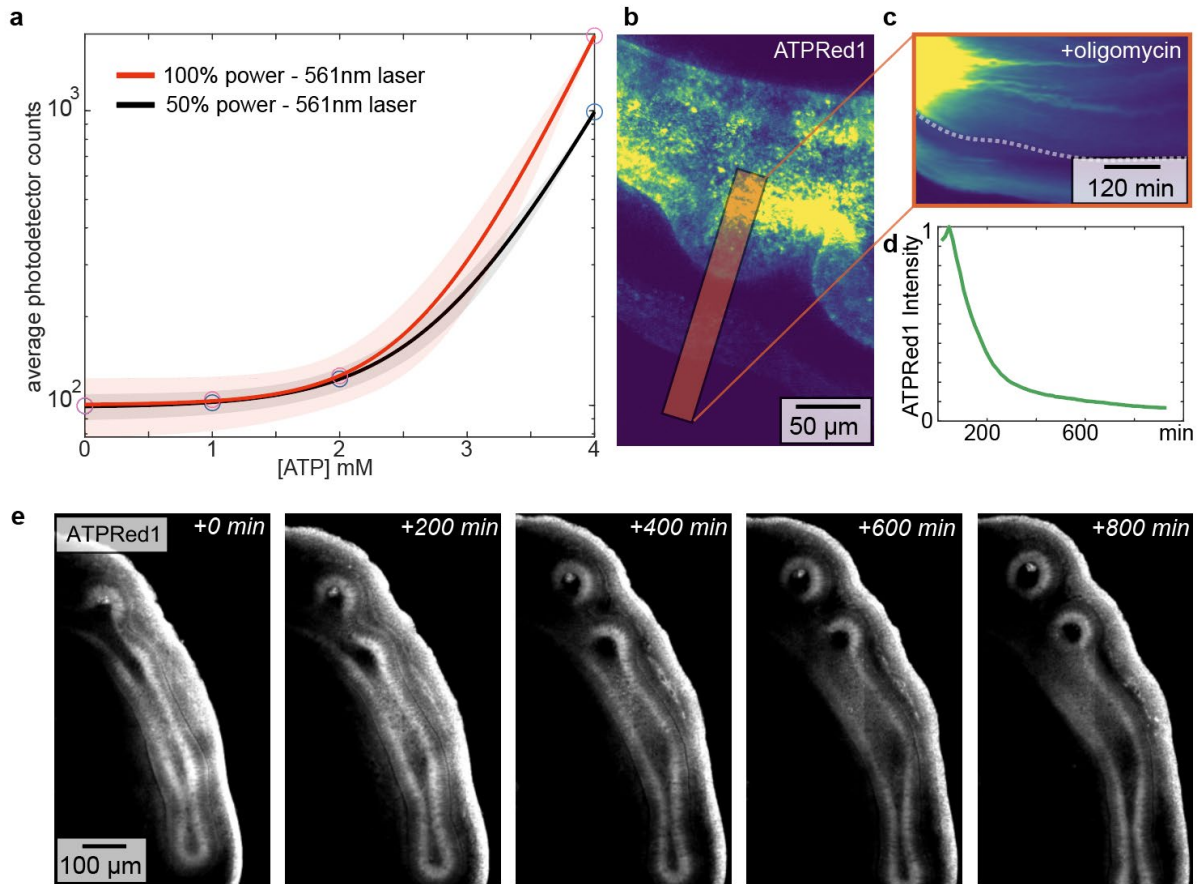 a
100% power - 561nm laser
50% power - 561nm laser
average photodetector counts
10³
10²
0 1 2 3 4
[ATP] mM
b
ATPRed1
50 µm
c
+oligomycin
120 min
d
ATPRed1 Intensity
1
0
200 600 min
e
ATPRed1
+0 min
+200 min
+400 min
+600 min
+800 min
100 µm